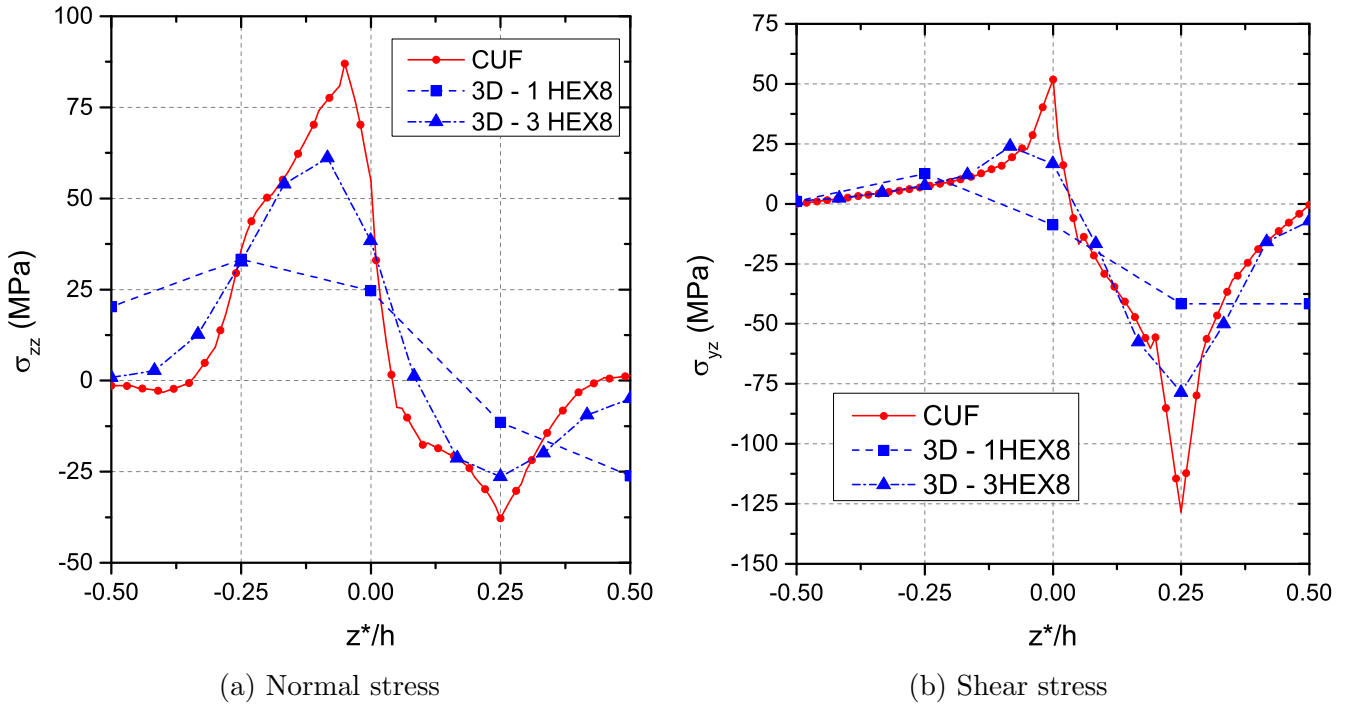 100
75
50
25
0
-25
-50
-0.50 -0.25 0.00 0.25 0.50
σzz (MPa)
z*/h
CUF
3D - 1 HEX8
3D - 3 HEX8
(a) Normal stress
75
50
25
0
-25
-50
-75
-100
-125
-150
-0.50 -0.25 0.00 0.25 0.50
σyz (MPa)
z*/h
CUF
3D - 1HEX8
3D - 3HEX8
(b) Shear stress